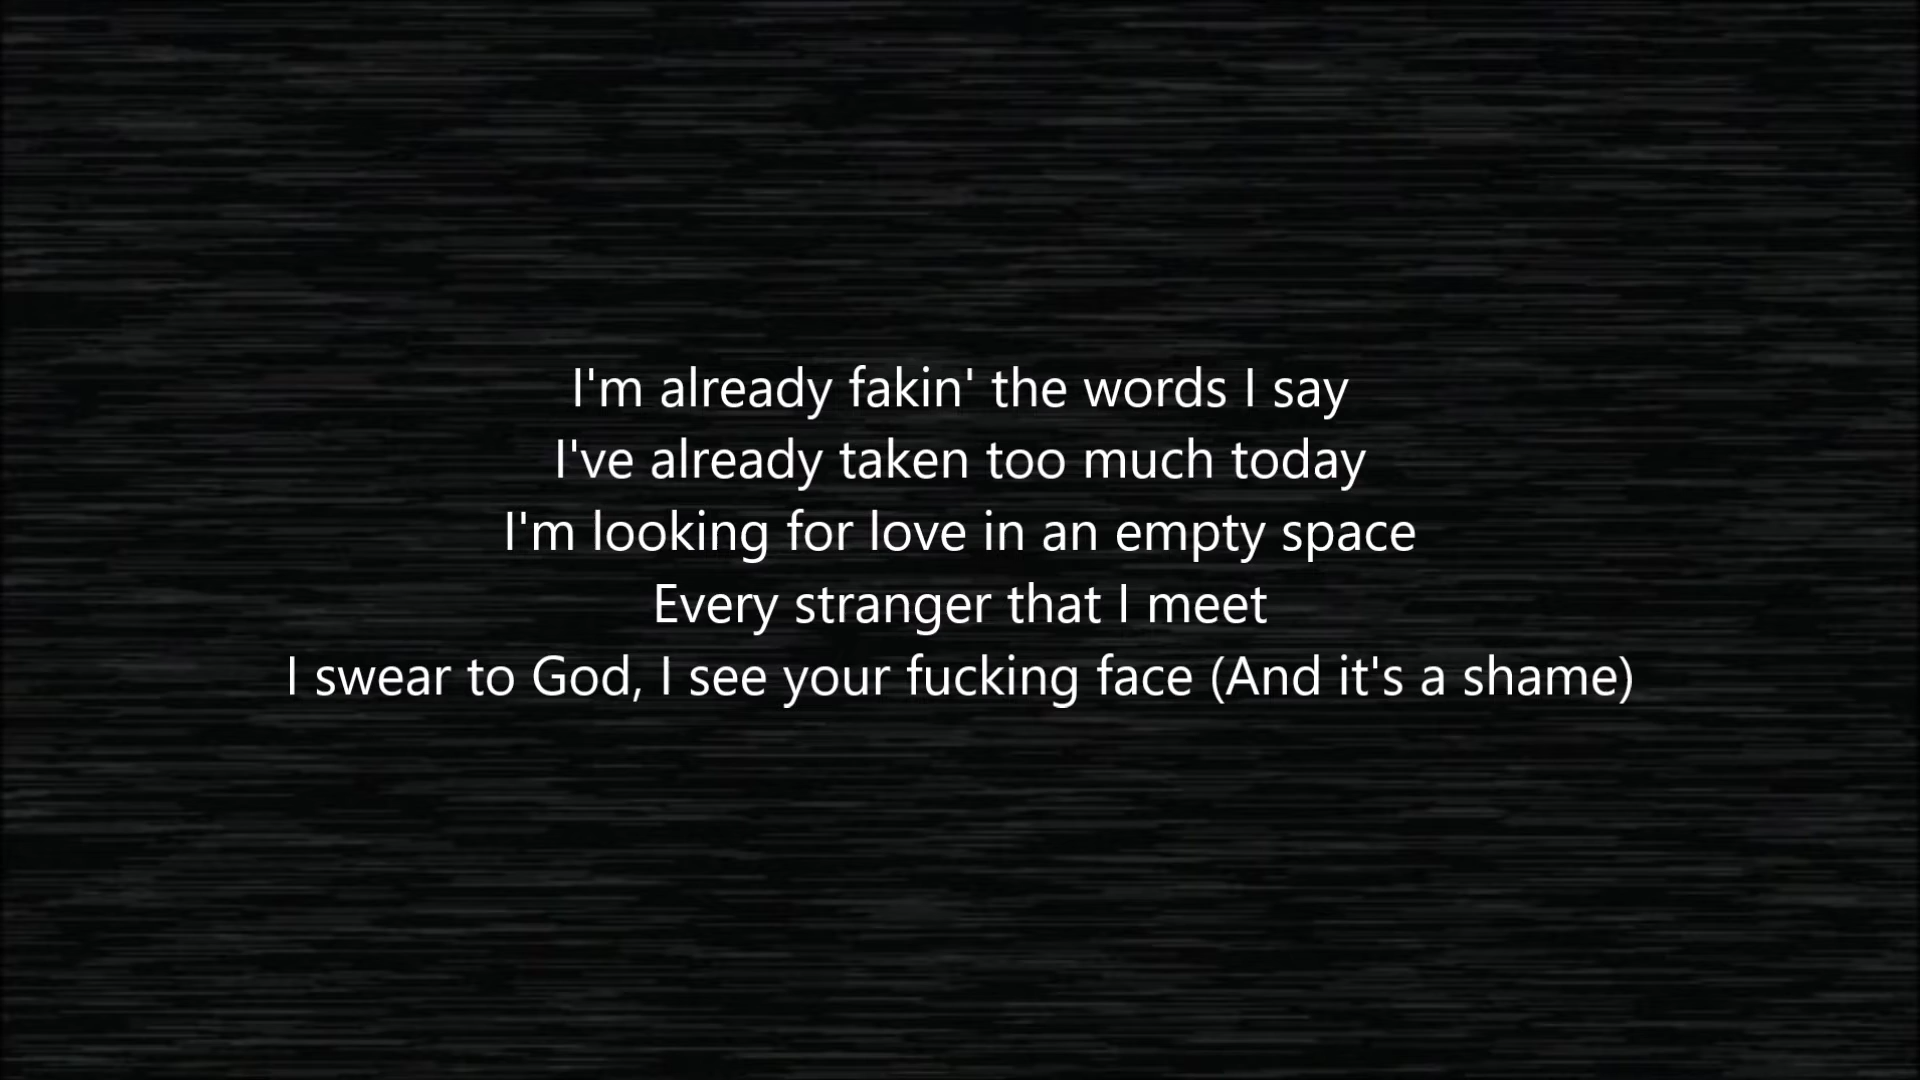 I'm already fakin' the words I say
I've already taken too much today
I'm looking for love in an empty space
Every stranger that I meet
I swear to God, I see your fucking face (And it's a shame)